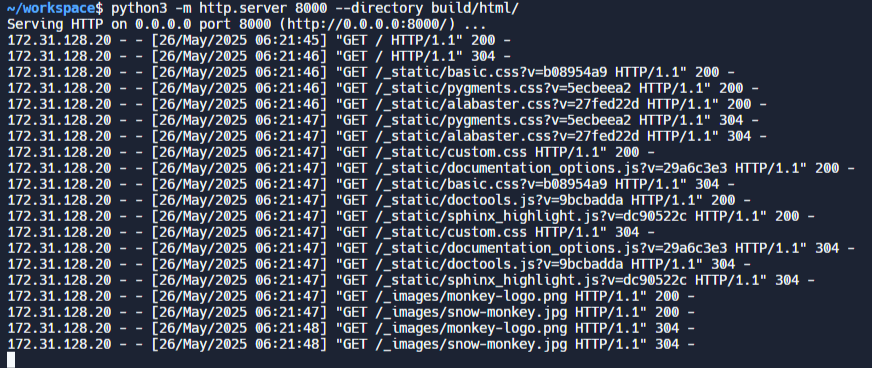 ~/workspace$ python3 -m http.server 8000 --directory build/html/
Serving HTTP on 0.0.0.0 port 8000 (http://0.0.0.0:8000/) ...
172.31.128.20 - - [26/May/2025 06:21:45] "GET / HTTP/1.1" 200 -
172.31.128.20 - - [26/May/2025 06:21:46] "GET / HTTP/1.1" 304 -
172.31.128.20 - - [26/May/2025 06:21:46] "GET /_static/basic.css?v=b08954a9 HTTP/1.1" 200 -
172.31.128.20 - - [26/May/2025 06:21:46] "GET /_static/pygments.css?v=5ecbeea2 HTTP/1.1" 200 -
172.31.128.20 - - [26/May/2025 06:21:46] "GET /_static/alabaster.css?v=27fed22d HTTP/1.1" 200 -
172.31.128.20 - - [26/May/2025 06:21:47] "GET /_static/pygments.css?v=5ecbeea2 HTTP/1.1" 304 -
172.31.128.20 - - [26/May/2025 06:21:47] "GET /_static/alabaster.css?v=27fed22d HTTP/1.1" 304 -
172.31.128.20 - - [26/May/2025 06:21:47] "GET /_static/custom.css HTTP/1.1" 200 -
172.31.128.20 - - [26/May/2025 06:21:47] "GET /_static/documentation_options.js?v=29a6c3e3 HTTP/1.1" 200 -
172.31.128.20 - - [26/May/2025 06:21:47] "GET /_static/basic.css?v=b08954a9 HTTP/1.1" 304 -
172.31.128.20 - - [26/May/2025 06:21:47] "GET /_static/doctools.js?v=9bcbadda HTTP/1.1" 200 -
172.31.128.20 - - [26/May/2025 06:21:47] "GET /_static/sphinx_highlight.js?v=dc90522c HTTP/1.1" 200 -
172.31.128.20 - - [26/May/2025 06:21:47] "GET /_static/custom.css HTTP/1.1" 304 -
172.31.128.20 - - [26/May/2025 06:21:47] "GET /_static/documentation_options.js?v=29a6c3e3 HTTP/1.1" 304 -
172.31.128.20 - - [26/May/2025 06:21:47] "GET /_static/doctools.js?v=9bcbadda HTTP/1.1" 304 -
172.31.128.20 - - [26/May/2025 06:21:47] "GET /_static/sphinx_highlight.js?v=dc90522c HTTP/1.1" 304 -
172.31.128.20 - - [26/May/2025 06:21:47] "GET /_images/monkey-logo.png HTTP/1.1" 200 -
172.31.128.20 - - [26/May/2025 06:21:47] "GET /_images/snow-monkey.jpg HTTP/1.1" 200 -
172.31.128.20 - - [26/May/2025 06:21:48] "GET /_images/monkey-logo.png HTTP/1.1" 304 -
172.31.128.20 - - [26/May/2025 06:21:48] "GET /_images/snow-monkey.jpg HTTP/1.1" 304 -